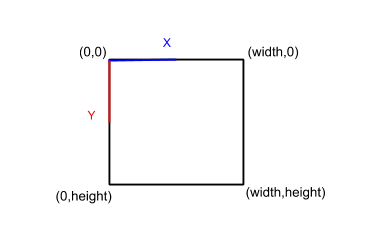 X
(0,0)
(width,0)
Y
(0,height)
(width,height)